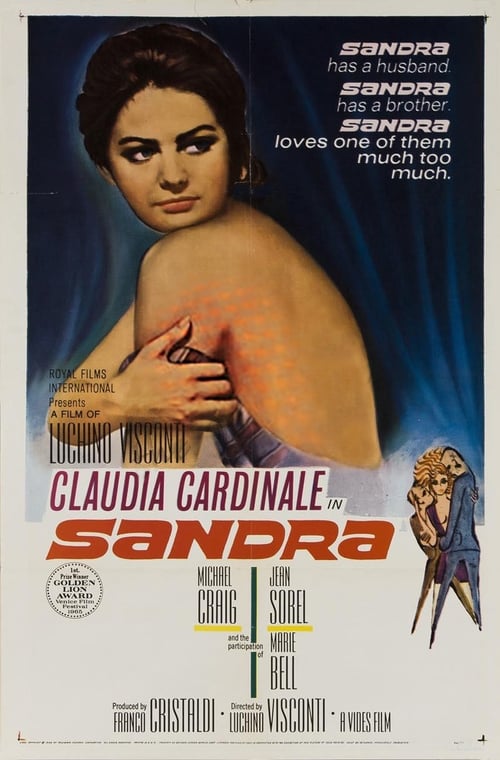 SANDRA
has a husband.
SANDRA
has a brother.
SANDRA
loves one of them
much too
much.
ROYAL FILMS
INTERNATIONAL
Presents
A FILM OF
LUCHINO VISCONTI
CLAUDIA CARDINALE IN
SANDRA
1st.
Prize Winner
GOLDEN
LION
AWARD
Venice Film
Festival
1965
MICHAEL
CRAIG
JEAN
SOREL
and the
participation
of
MARIE
BELL
Produced by
FRANCO CRISTALDI · Directed by
LUCHINO VISCONTI · A VIDES FILM